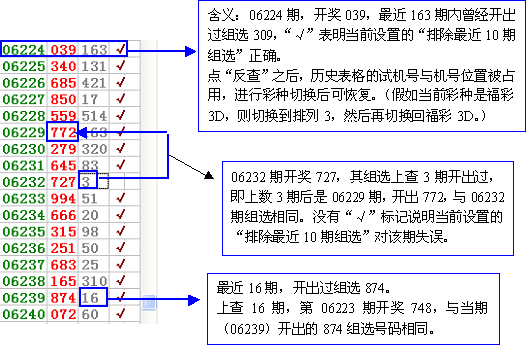 含义：06224 期，开奖 039，最近 163 期内曾经开出
过组选 309，“√”表明当前设置的“排除最近 10 期
组选”正确。
点“反查”之后，历史表格的试机号与机号位置被占
用，进行彩种切换后可恢复。（假如当前彩种是福彩
3D，则切换到排列 3，然后再切换回福彩 3D。）
06224 039 163 √
06225 340 131 √
06226 685 421 √
06227 850 17 √
06228 559 514 √
06229 772 163 √
06230 279 320 √
06231 645 83 √
06232 727 3
06233 994 51 √
06234 666 20 √
06235 315 98 √
06236 251 50 √
06237 683 25 √
06238 165 310 √
06239 874 16 √
06240 072 60 √
06232 期开奖 727，其组选上查 3 期开出过，
即上数 3 期后是 06229 期，开出 772，与 06232
期组选相同。没有“√”标记说明当前设置的
“排除最近 10 期组选”对该期失误。
最近 16 期，开出过组选 874。
上查 16 期，第 06223 期开奖 748，与当期
（06239）开出的 874 组选号码相同。